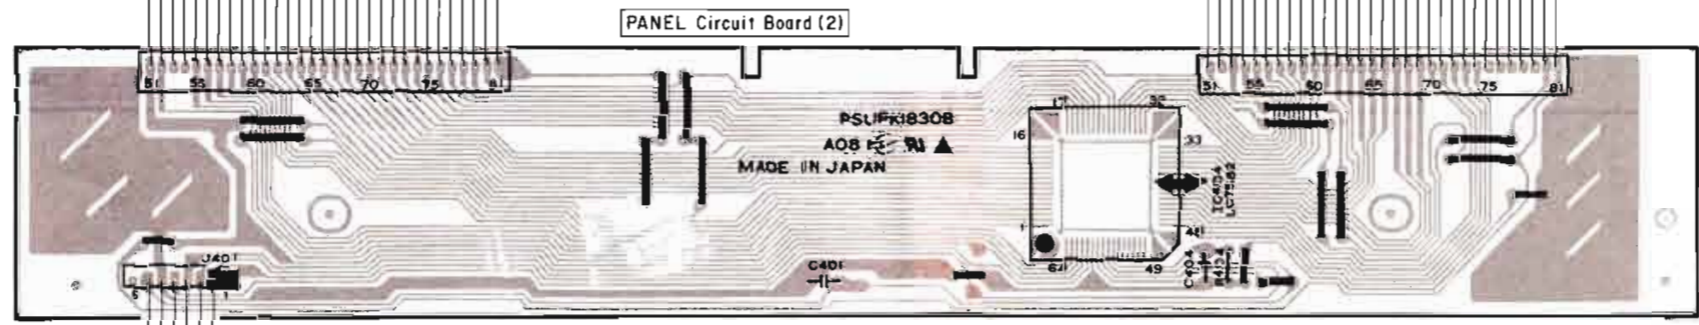 PANEL Circuit Board (2)
51 55 60 65 70 75 81
51 55 60 65 70 75 81
17 32
16 33
PSUPK18308
A08
MADE IN JAPAN
IC404
LC7582
1 48
64 49
J401
5 1
C401
C404
R404